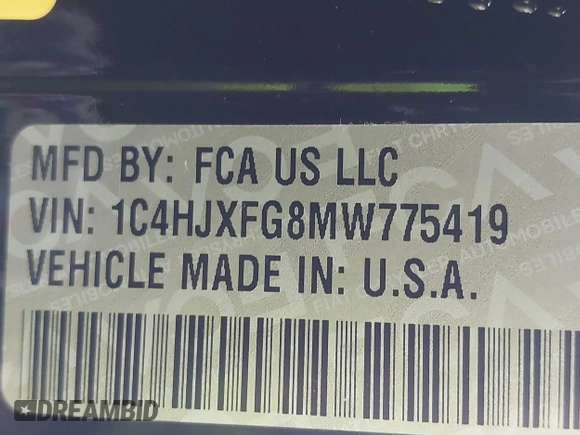 MFD BY: FCA US LLC
VIN: 1C4HJXFG8MW775419
VEHICLE MADE IN: U.S.A.
DREAMBID